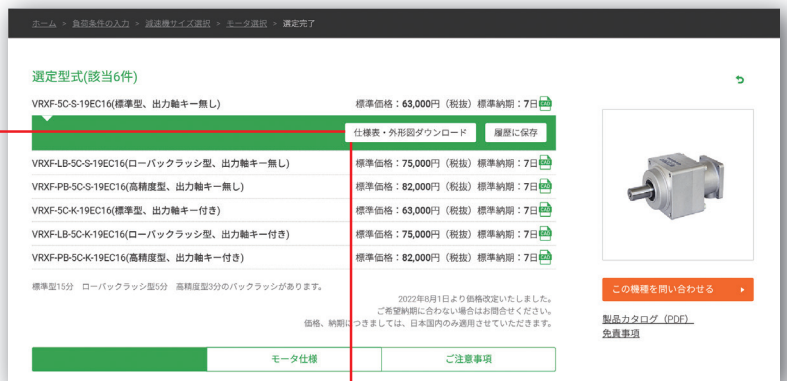 ホーム > 負荷条件の入力 > 減速機サイズ選択 > モータ選択 > 選定完了
選定型式(該当6件)
VRXF-5C-S-19EC16(標準型、出力軸キー無し) 標準価格：63,000円（税抜）標準納期：7日 CAD
仕様表・外形図ダウンロード 履歴に保存
VRXF-LB-5C-S-19EC16(ローバックラッシ型、出力軸キー無し) 標準価格：75,000円（税抜）標準納期：7日 CAD
VRXF-PB-5C-S-19EC16(高精度型、出力軸キー無し) 標準価格：82,000円（税抜）標準納期：7日 CAD
VRXF-5C-K-19EC16(標準型、出力軸キー付き) 標準価格：63,000円（税抜）標準納期：7日 CAD
VRXF-LB-5C-K-19EC16(ローバックラッシ型、出力軸キー付き) 標準価格：75,000円（税抜）標準納期：7日 CAD
VRXF-PB-5C-K-19EC16(高精度型、出力軸キー付き) 標準価格：82,000円（税抜）標準納期：7日 CAD
標準型15分 ローバックラッシ型5分 高精度型3分のバックラッシがあります。
2022年8月1日より価格改定いたしました。
ご希望納期に合わない場合はお問合せください。
価格、納期につきましては、日本国内のみ適用させていただきます。
モータ仕様 ご注意事項
この機種を問い合わせる
製品カタログ（PDF）
免責事項